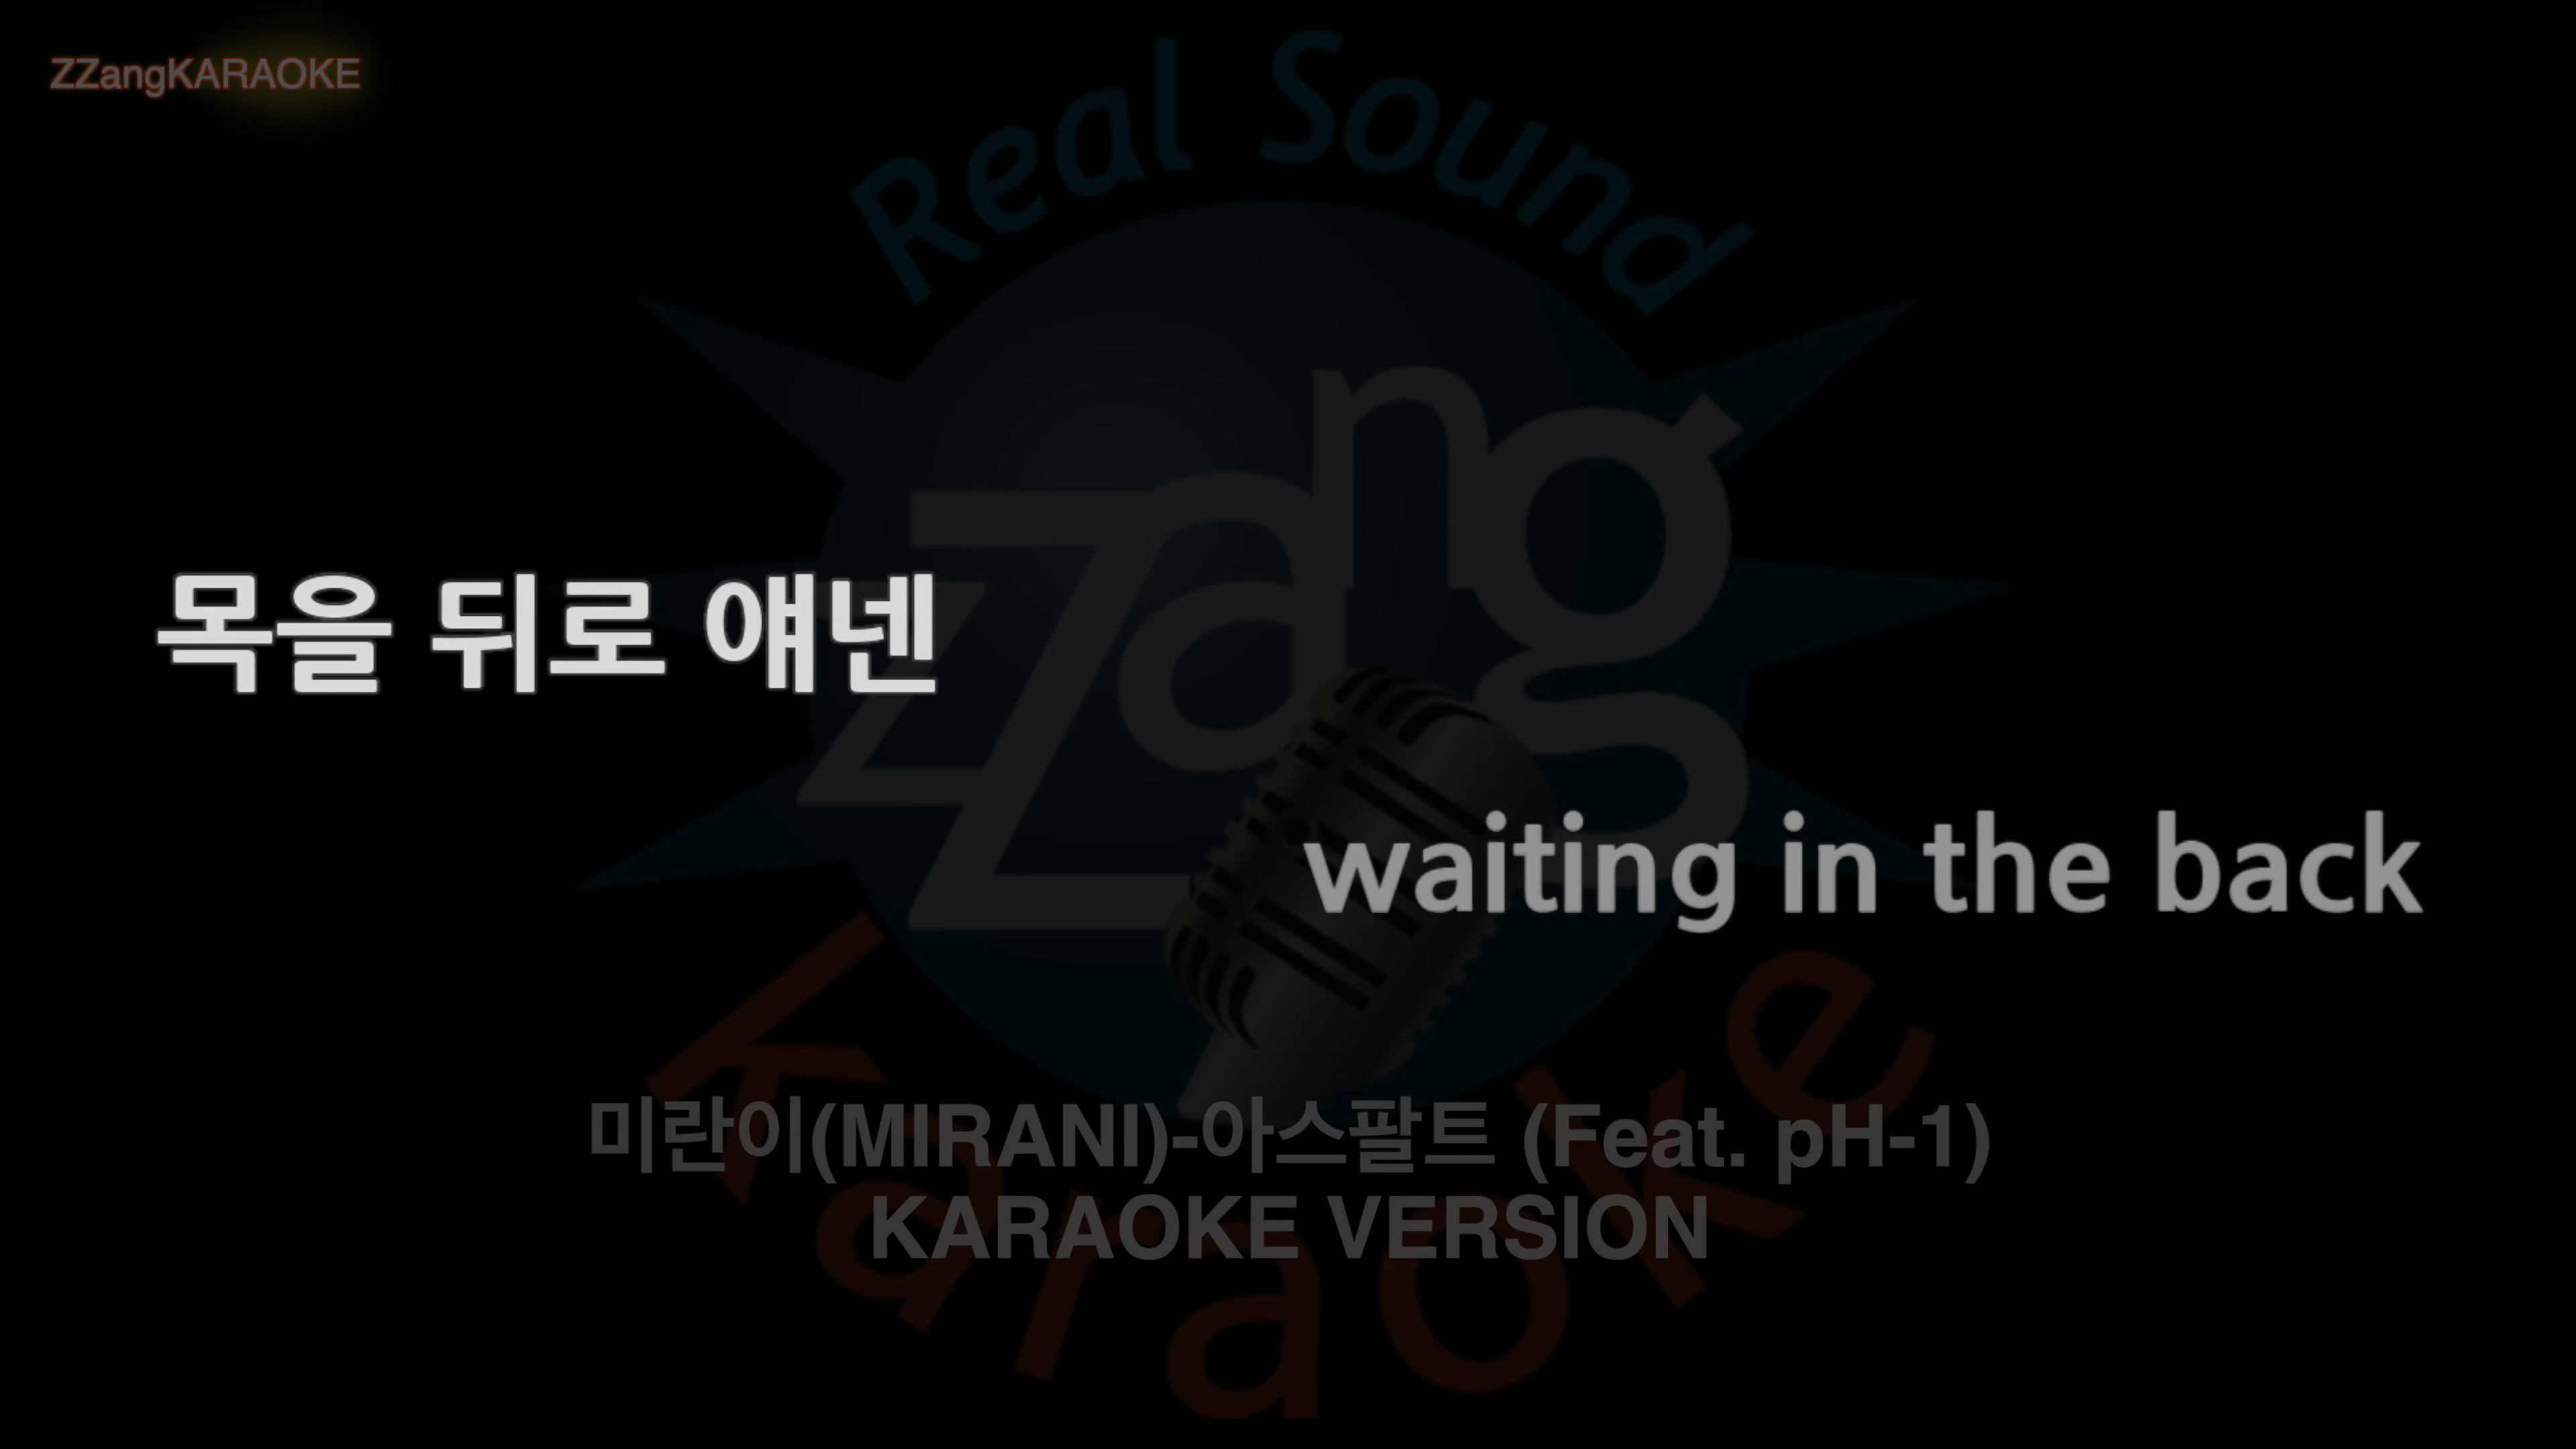 ZZangKARAOKE
Real Sound
zZang
목을 뒤로 얘넨
waiting in the back
Karaoke
미란이(MIRANI)-아스팔트 (Feat. pH-1)
KARAOKE VERSION